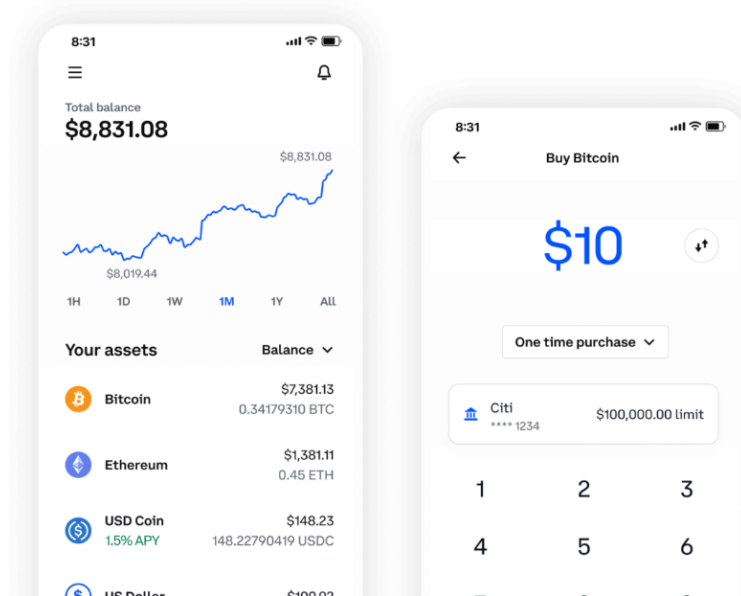 8:31
Total balance
$8,831.08
$8,831.08
$8,019.44
1H 1D 1W 1M 1Y All
Your assets Balance
Bitcoin $7,381.13
0.34179310 BTC
Ethereum $1,381.11
0.45 ETH
USD Coin $148.23
1.5% APY 148.22790419 USDC
US Dollar
8:31
Buy Bitcoin
$10
One time purchase
Citi
**** 1234
$100,000.00 limit
1 2 3
4 5 6